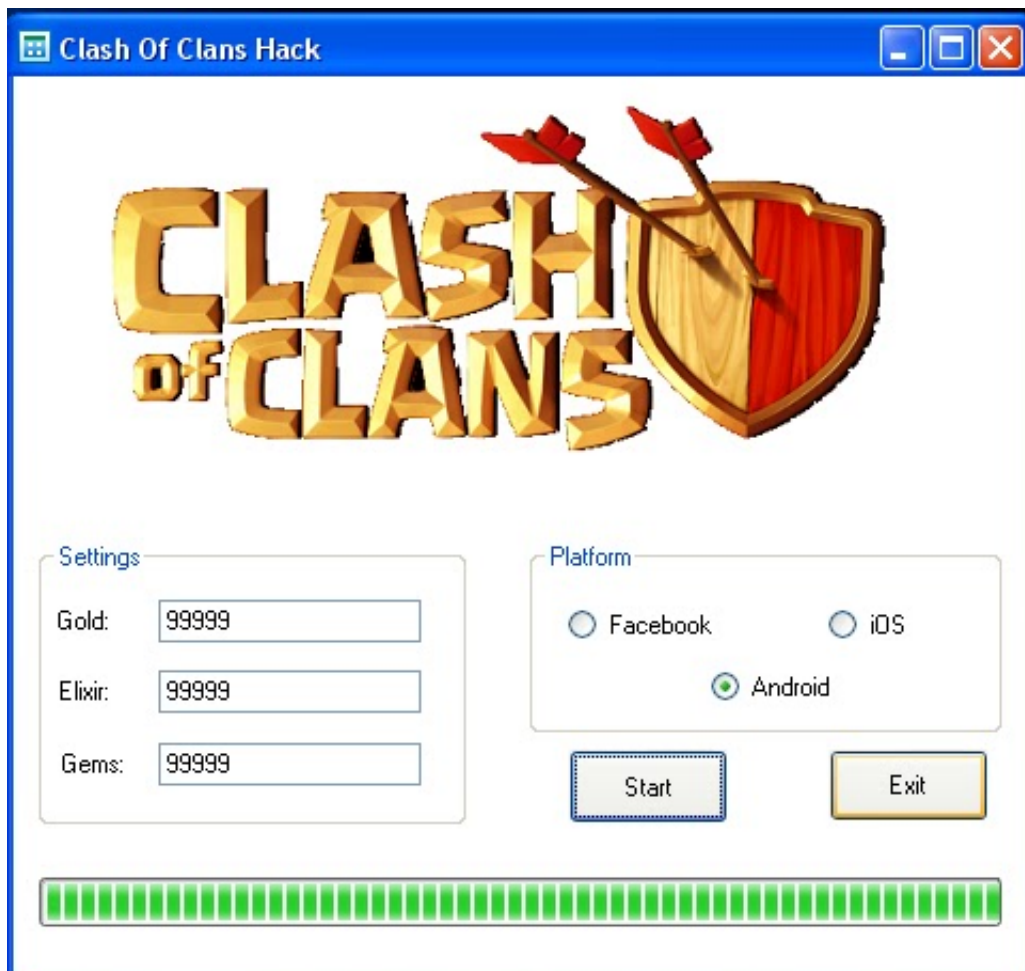 Clash Of Clans Hack
CLASH
of CLANS
Settings
Gold: 99999
Elixir: 99999
Gems: 99999
Platform
Facebook
iOS
Android
Start
Exit